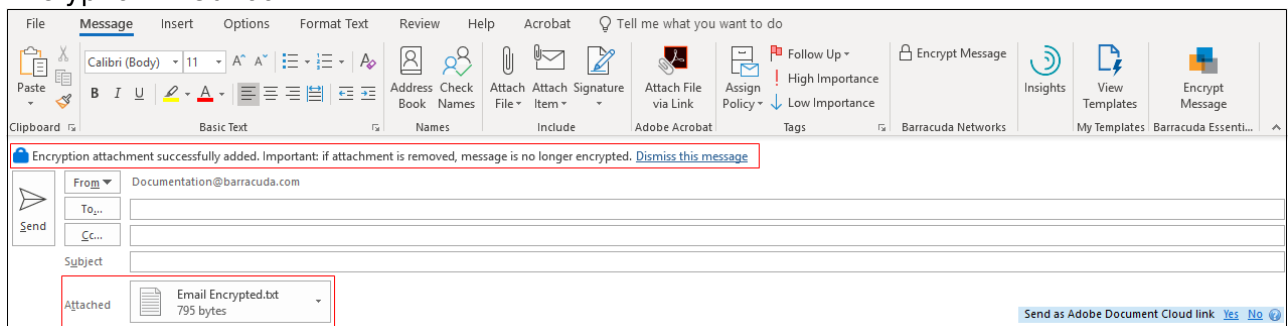 File Message Insert Options Format Text Review Help Acrobat Tell me what you want to do
Calibri (Body) 11 A^ Aˇ Follow Up Encrypt Message
Paste B I U A Address Book Check Names Attach File Attach Item Signature Attach File via Link Assign Policy High Importance Insights View Templates Encrypt Message
Low Importance
Clipboard Basic Text Names Include Adobe Acrobat Tags Barracuda Networks My Templates Barracuda Essenti...
Encryption attachment successfully added. Important: if attachment is removed, message is no longer encrypted. Dismiss this message
From Documentation@barracuda.com
To...
Send
Cc...
Subject
Attached Email Encrypted.txt
795 bytes
Send as Adobe Document Cloud link Yes No